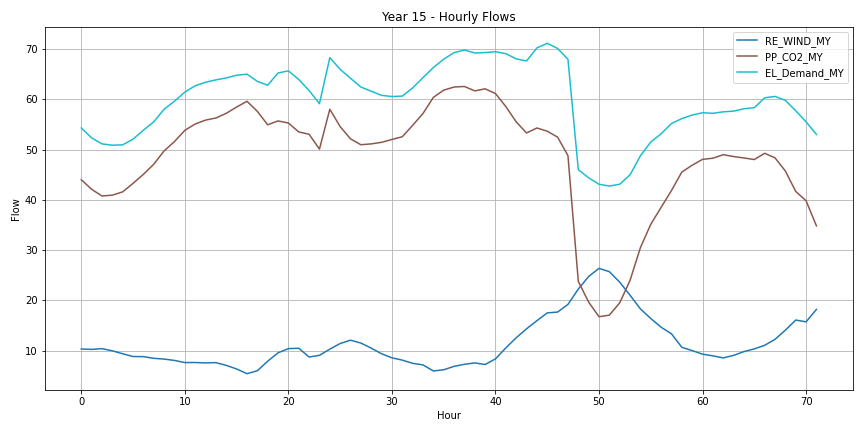 Year 15 - Hourly Flows
RE_WIND_MY
PP_CO2_MY
EL_Demand_MY
Flow
70
60
50
40
30
20
10
0 10 20 30 40 50 60 70
Hour